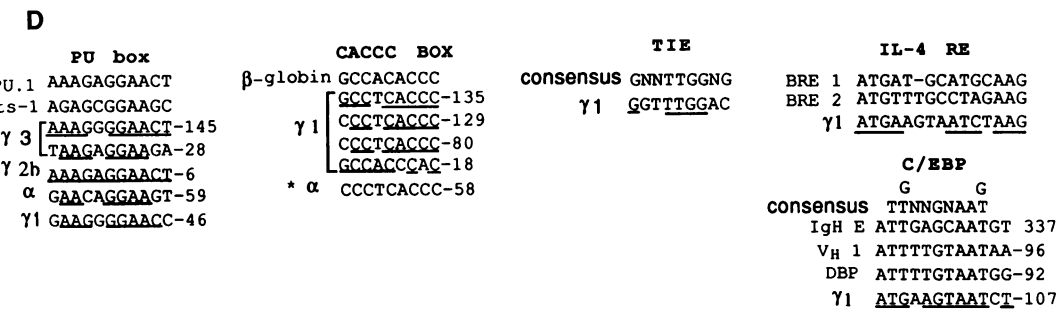 D
PU box
PU.1 AAAGAGGAACT
ts-1 AGAGCGGAAGC
γ 3 AAAGGGGAACT-145
TAAGAGGAAGA-28
γ 2b AAAGAGGAACT-6
α GAACAGGAAGT-59
γ1 GAAGGGGAACC-46
CACCC BOX
β-globin GCCACACCC
γ 1 GCCTCACCC-135
CCCTCACCC-129
CCCTCACCC-80
GCCACCCAC-18
* α CCCTCACCC-58
TIE
consensus GNNTTGGNG
γ1 GGTTTGGAC
IL-4 RE
BRE 1 ATGAT-GCATGCAAG
BRE 2 ATGTTTGCCTAGAAG
γ1 ATGAAGTAATCTAAG
C/EBP
G G
consensus TTNNGNAAT
IgH E ATTGAGCAATGT 337
VH 1 ATTTTGTAATAA-96
DBP ATTTTGTAATGG-92
γ1 ATGAAGTAATCT-107